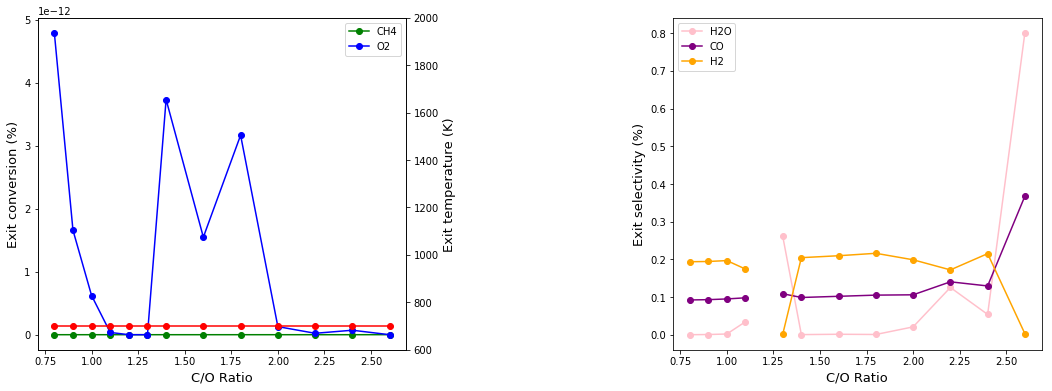 1e−12
5
4
3
2
1
0
Exit conversion (%)
CH4
O2
2000
1800
1600
1400
1200
1000
800
600
Exit temperature (K)
0.75 1.00 1.25 1.50 1.75 2.00 2.25 2.50
C/O Ratio
H2O
CO
H2
0.8
0.7
0.6
0.5
0.4
0.3
0.2
0.1
0.0
Exit selectivity (%)
0.75 1.00 1.25 1.50 1.75 2.00 2.25 2.50
C/O Ratio